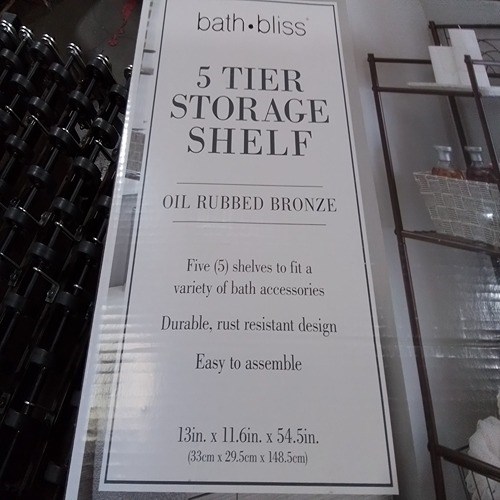 bath•bliss®
5 TIER
STORAGE
SHELF
OIL RUBBED BRONZE
Five (5) shelves to fit a
variety of bath accessories
Durable, rust resistant design
Easy to assemble
13in. x 11.6in. x 54.5in.
(33cm x 29.5cm x 148.5cm)